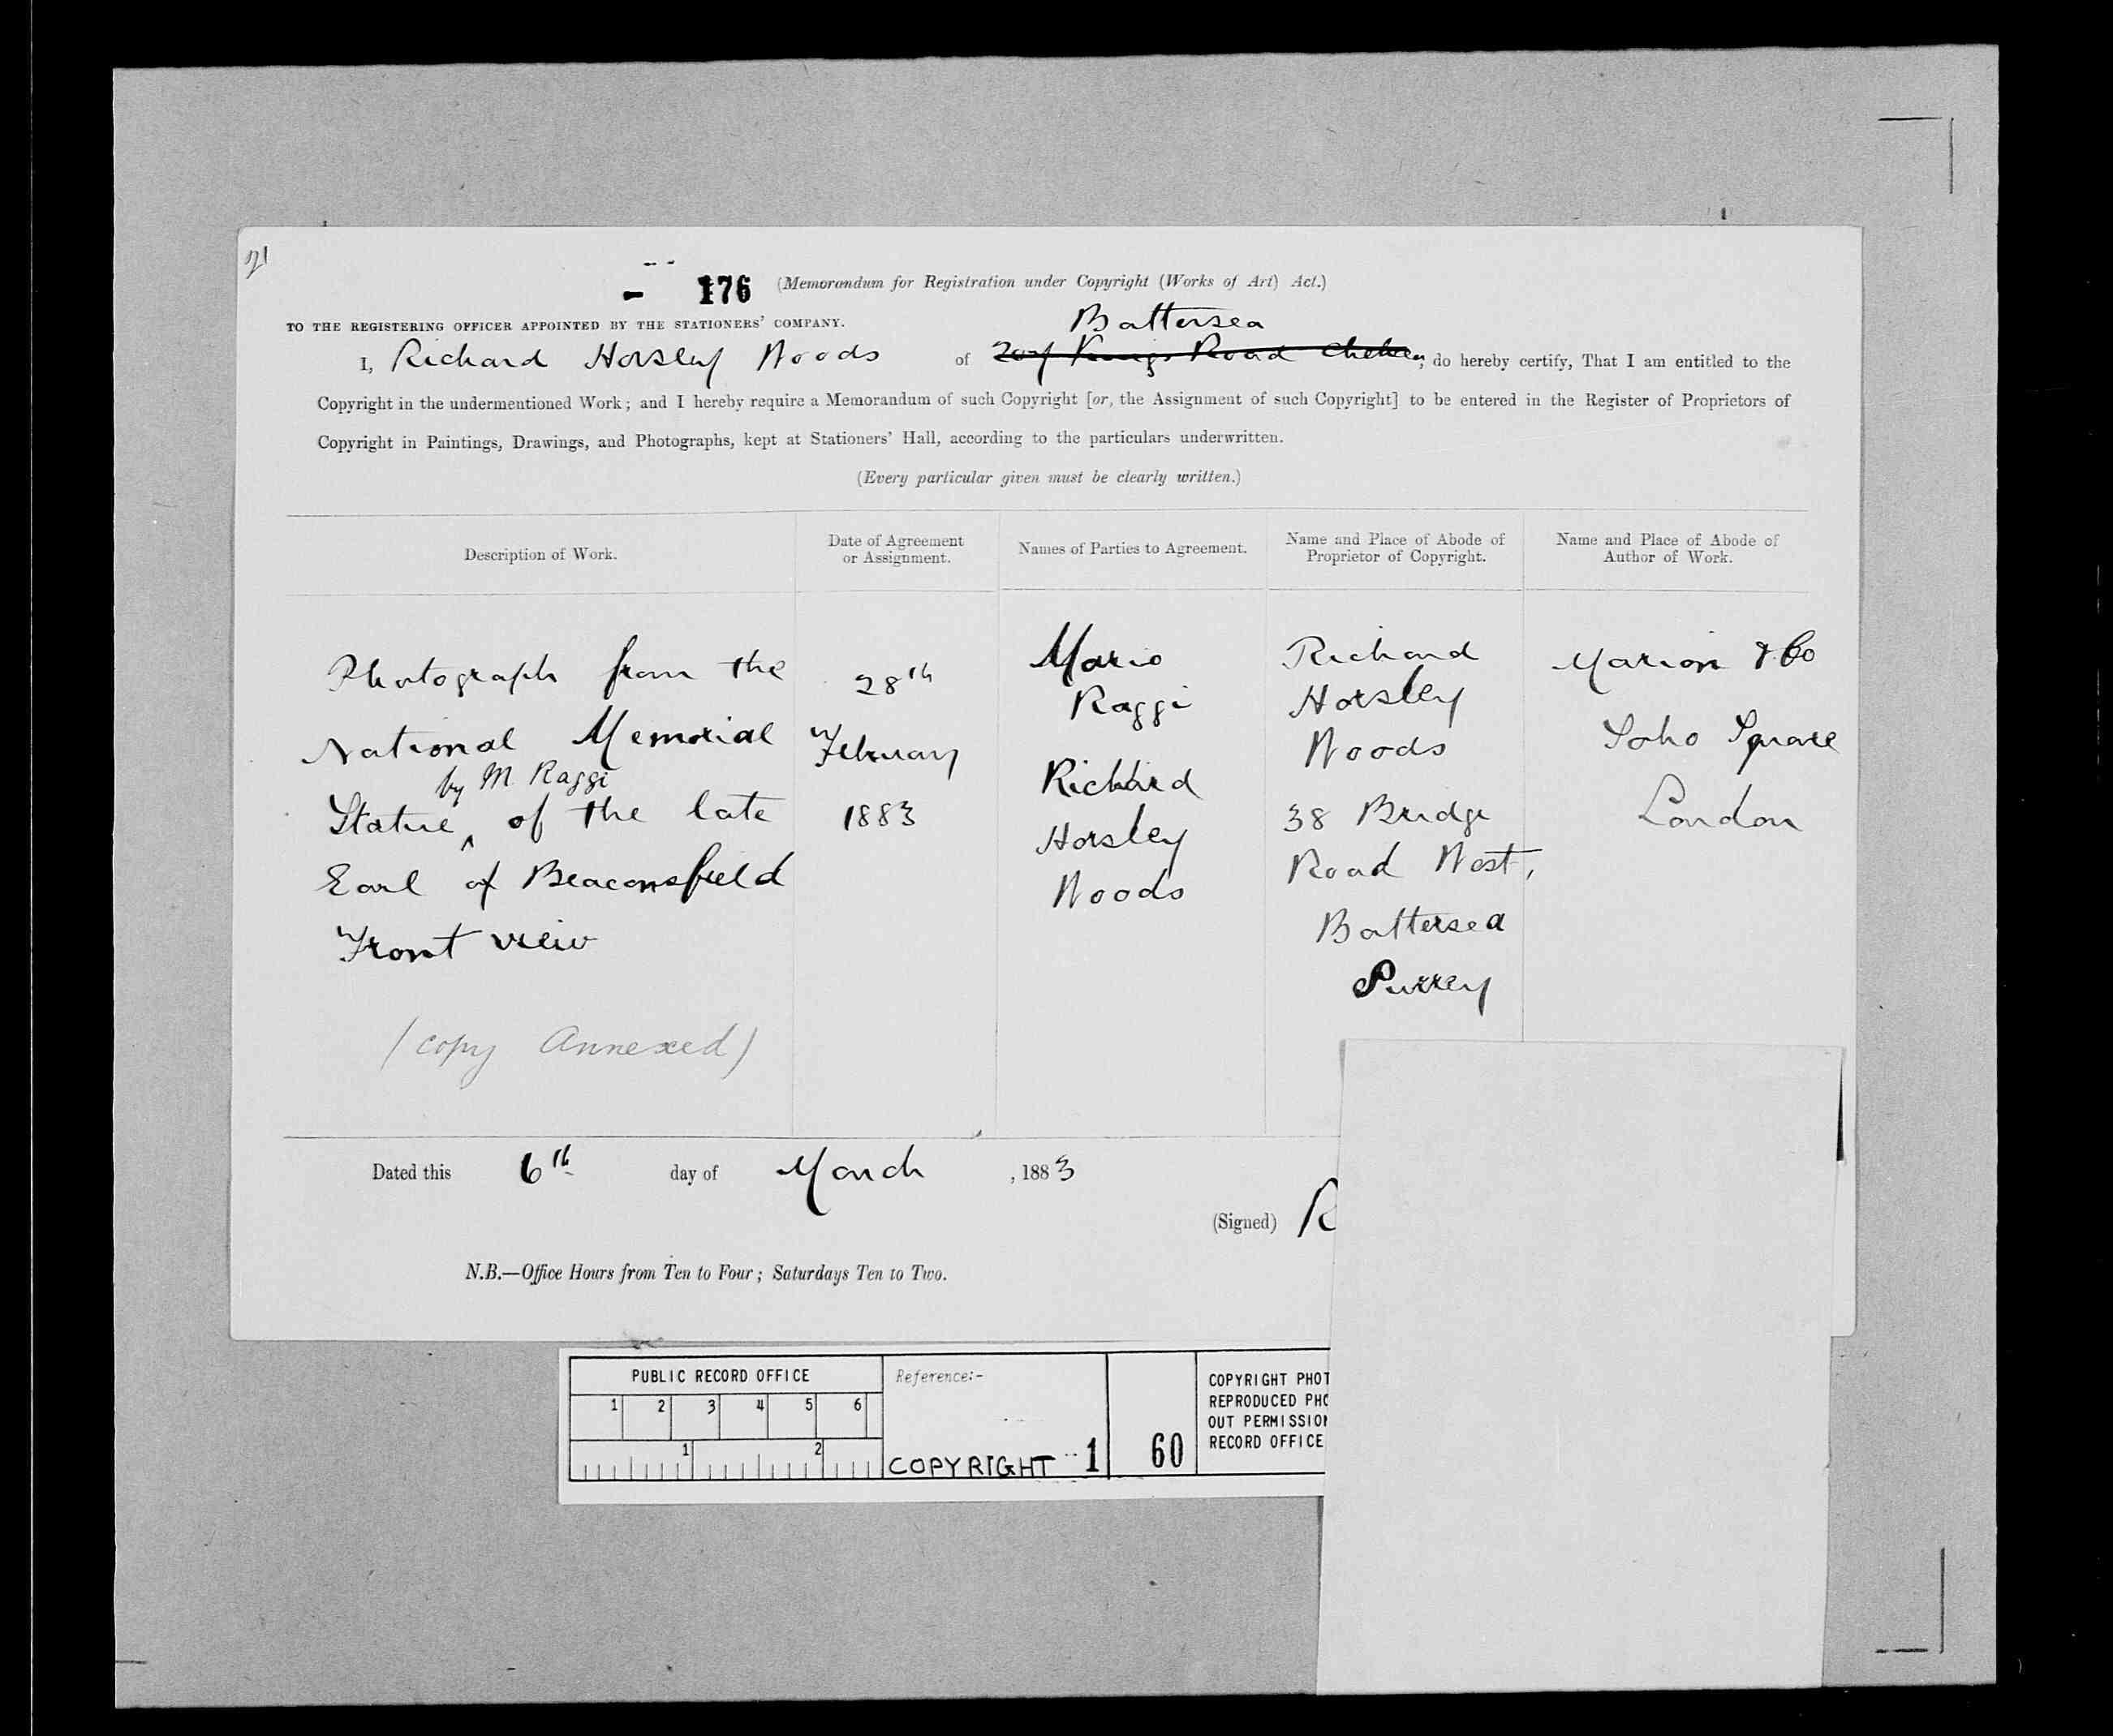 176 (Memorandum for Registration under Copyright (Works of Art) Act.)
TO THE REGISTERING OFFICER APPOINTED BY THE STATIONERS' COMPANY.
Battersea
I, Richard Horsley Woods of Kings Road Chelsea, do hereby certify, That I am entitled to the
Copyright in the undermentioned Work; and I hereby require a Memorandum of such Copyright [or, the Assignment of such Copyright] to be entered in the Register of Proprietors of
Copyright in Paintings, Drawings, and Photographs, kept at Stationers' Hall, according to the particulars underwritten.
(Every particular given must be clearly written.)
Description of Work.
Photograph from the
National Memorial
by M Raggi
Statue ^ of the late
Earl of Beaconsfield
Front view
(copy Annexed)
Date of Agreement
or Assignment.
28th
February
1883
Names of Parties to Agreement.
Mario
Raggi
Richard
Horsley
Woods
Name and Place of Abode of
Proprietor of Copyright.
Richard
Horsley
Woods
38 Bridge
Road West,
Battersea
Surrey
Name and Place of Abode of
Author of Work.
Marion & Co
Soho Square
London
Dated this 6th day of March, 1883
(Signed) R
N.B.—Office Hours from Ten to Four; Saturdays Ten to Two.
PUBLIC RECORD OFFICE
1 2 3 4 5 6
1 2
Reference:-
COPYRIGHT 1
60
COPYRIGHT PHOT
REPRODUCED PHO
OUT PERMISSION
RECORD OFFICE